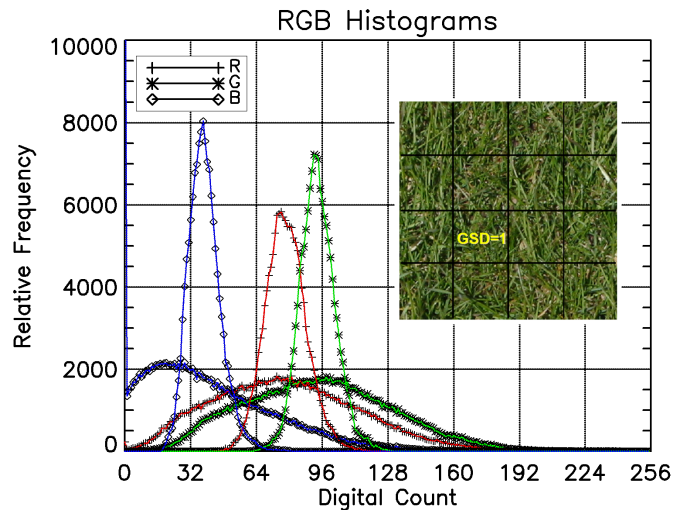 RGB Histograms
Relative Frequency
10000
8000
6000
4000
2000
0
R
G
B
GSD=1
0 32 64 96 128 160 192 224 256
Digital Count